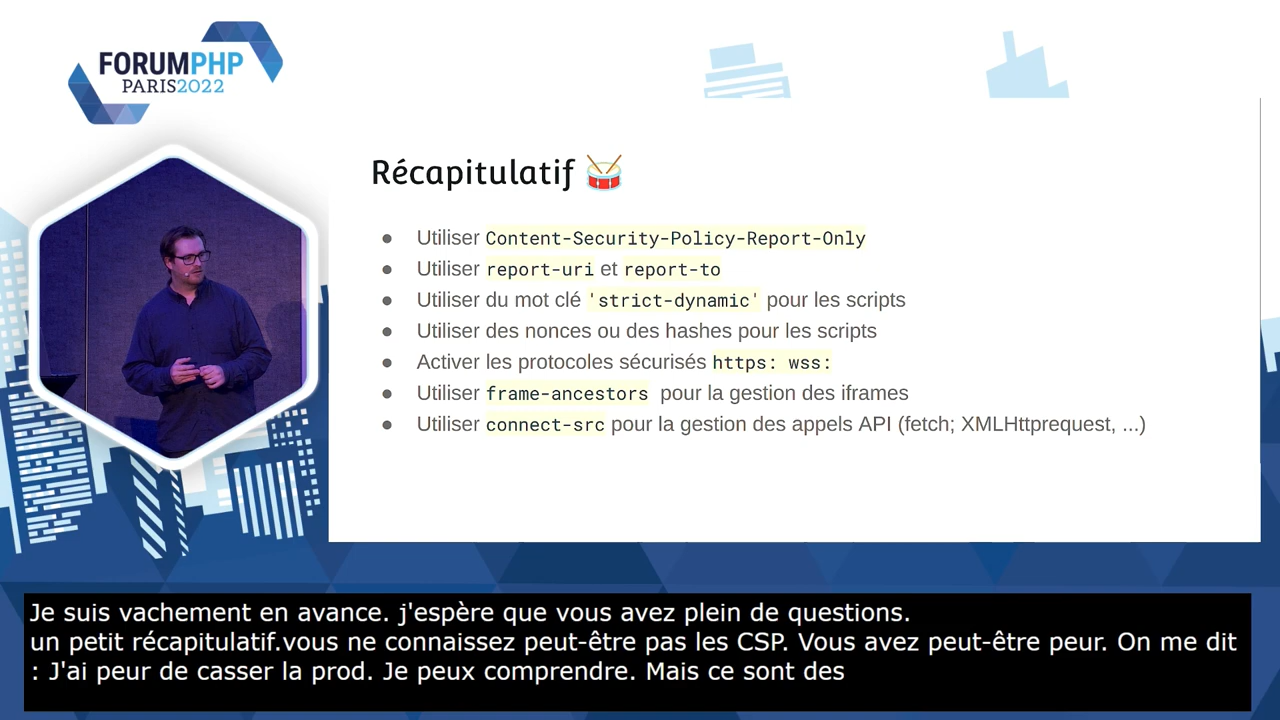 FORUMPHP
PARIS2022
Récapitulatif
Utiliser Content-Security-Policy-Report-Only
Utiliser report-uri et report-to
Utiliser du mot clé 'strict-dynamic' pour les scripts
Utiliser des nonces ou des hashes pour les scripts
Activer les protocoles sécurisés https: wss:
Utiliser frame-ancestors pour la gestion des iframes
Utiliser connect-src pour la gestion des appels API (fetch; XMLHttprequest, ...)
Je suis vachement en avance. j'espère que vous avez plein de questions.
un petit récapitulatif.vous ne connaissez peut-être pas les CSP. Vous avez peut-être peur. On me dit
: J'ai peur de casser la prod. Je peux comprendre. Mais ce sont des